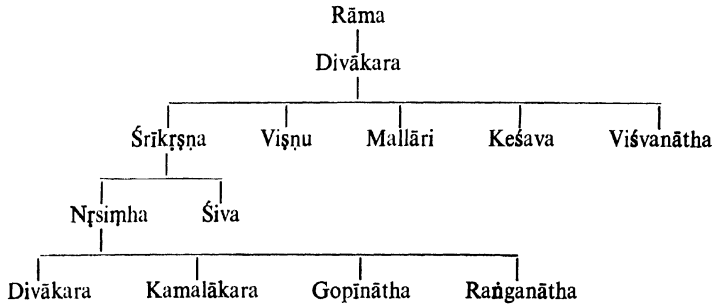 Rāma
Divākara
Śrīkṛṣṇa Viṣṇu Mallāri Keśava Viśvanātha
Nṛsiṃha Śiva
Divākara Kamalākara Gopīnātha Raṅganātha